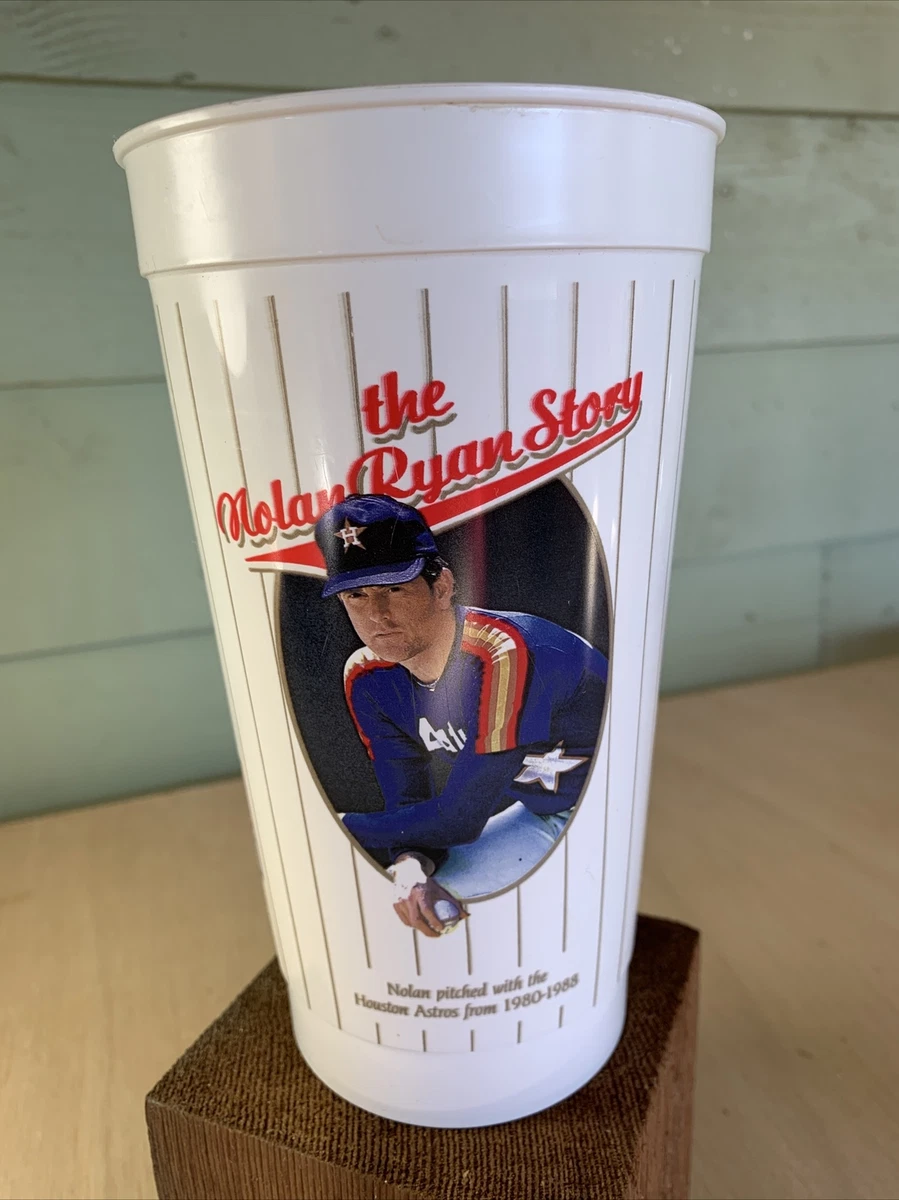 the
Nolan Ryan Story
H
Nolan pitched with the
Houston Astros from 1980-1988